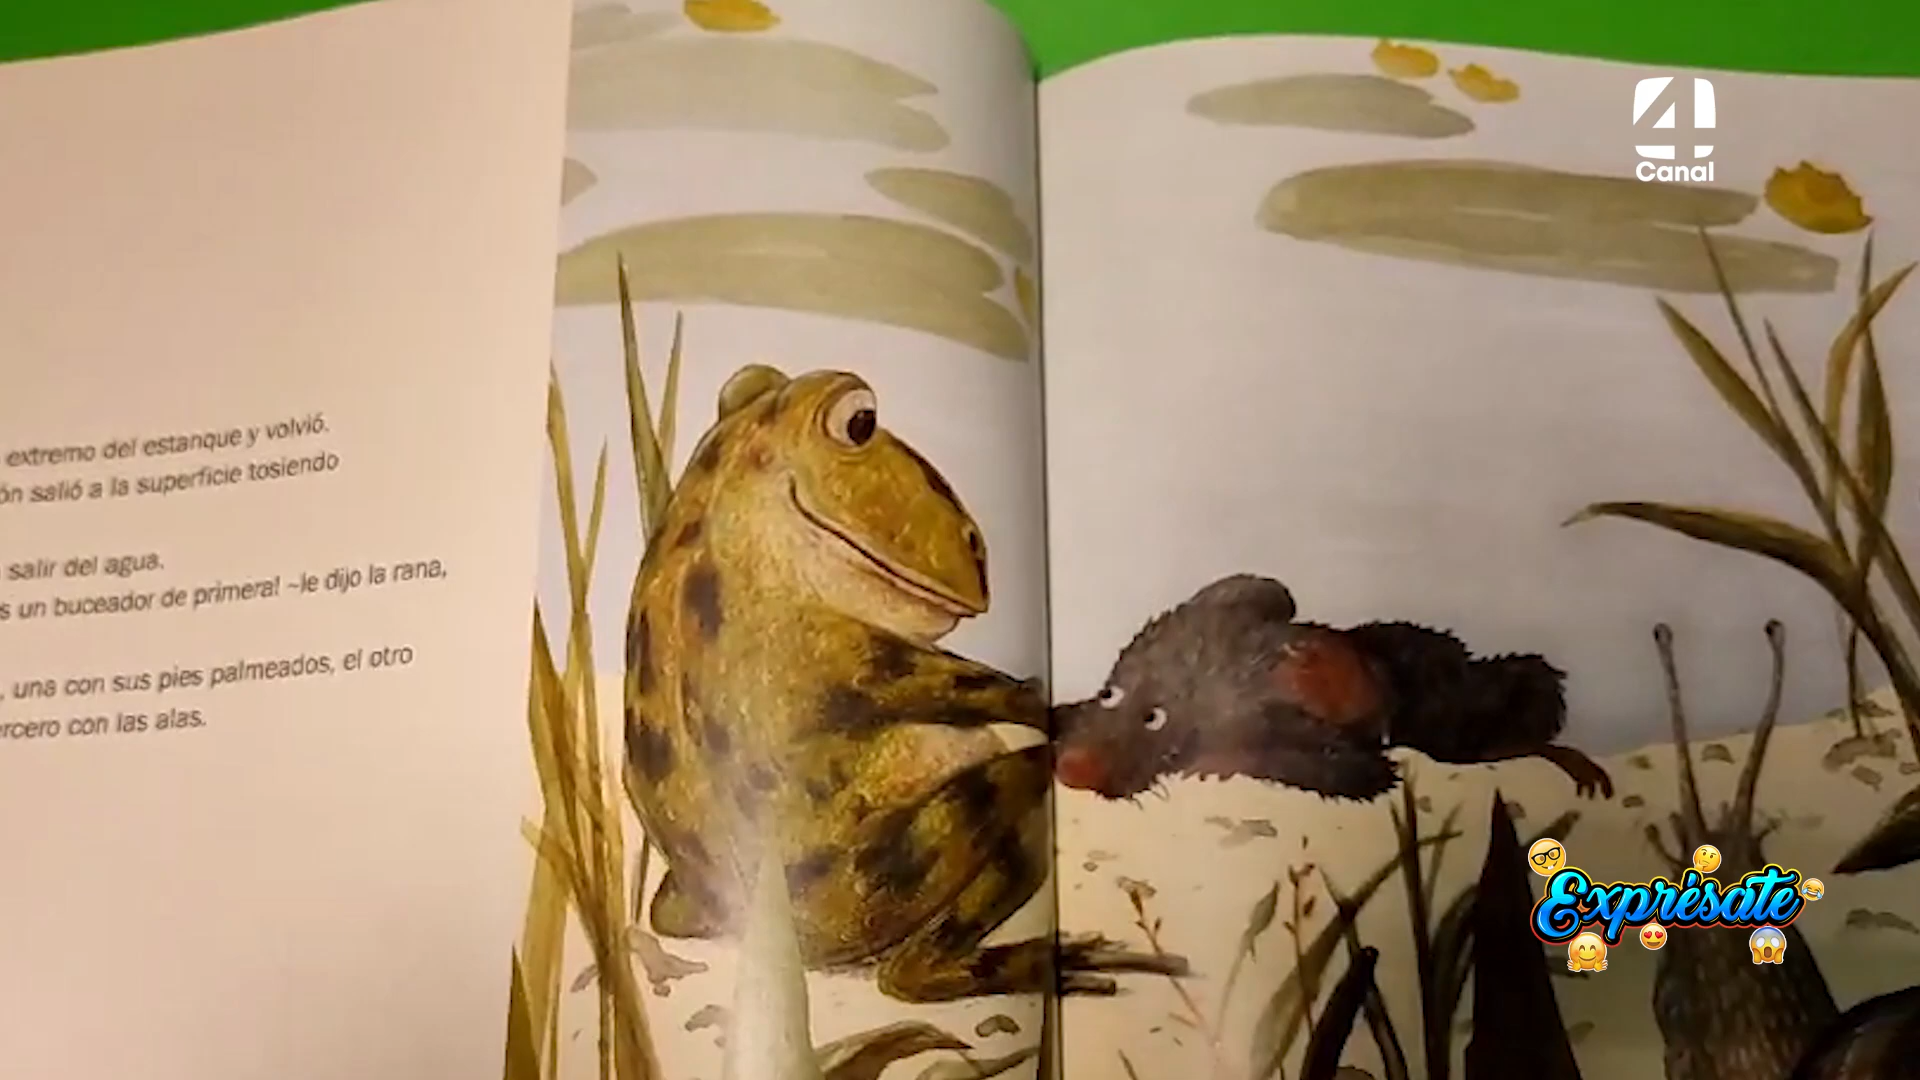 extremo del estanque y volvió.
ón salió a la superficie tosiendo
salir del agua.
s un buceador de primera! ~le dijo la rana,
, una con sus pies palmeados, el otro
ercero con las alas.
4
Canal
Exprésate